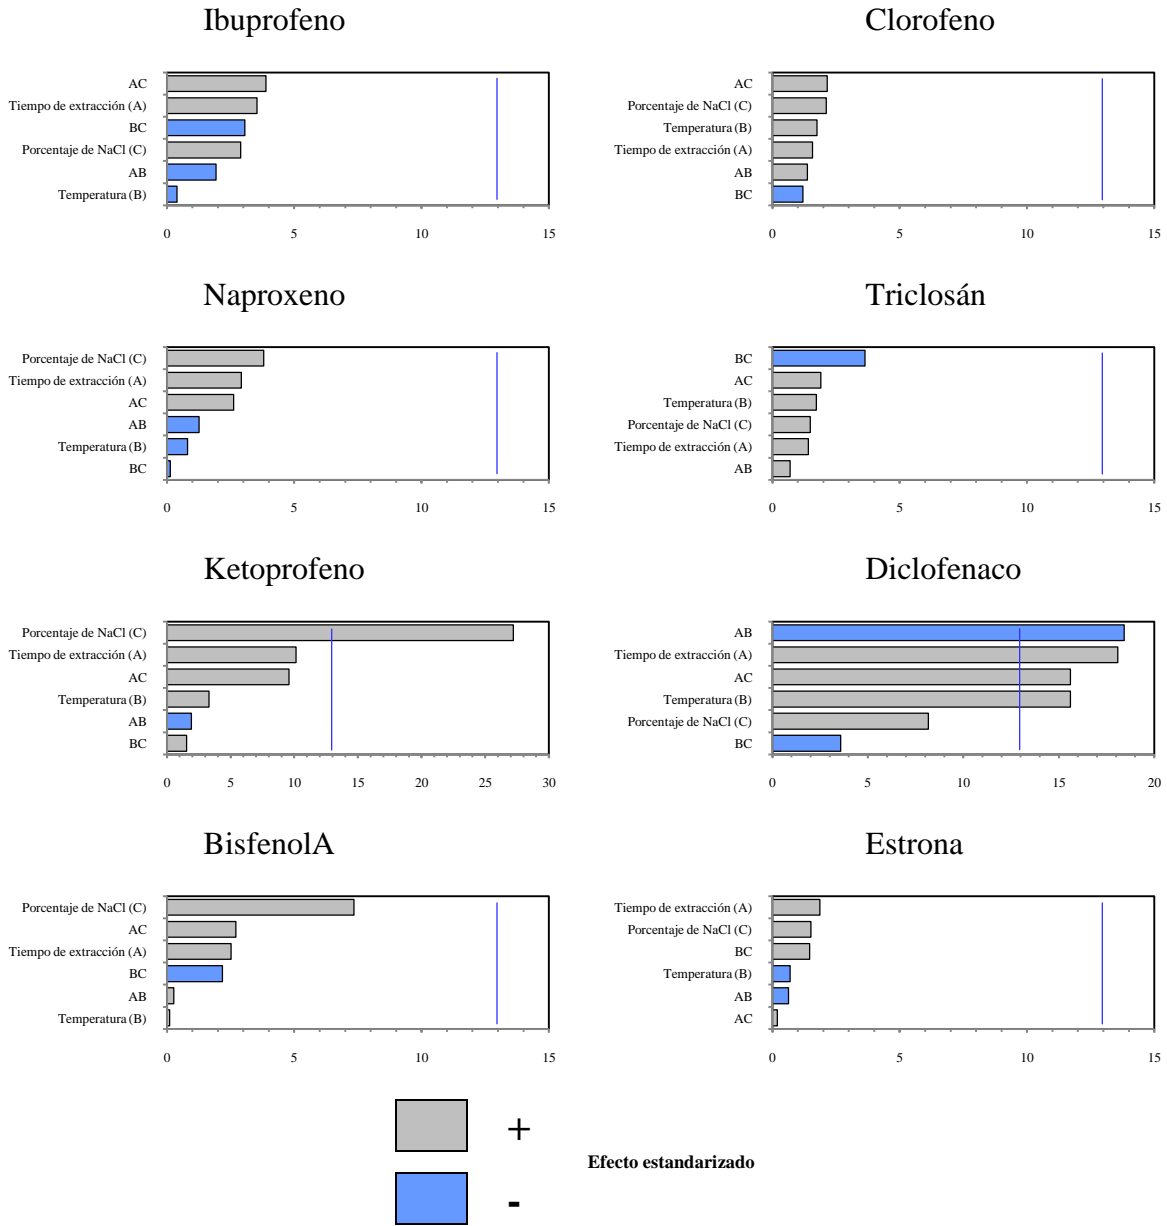 Ibuprofeno
AC
Tiempo de extracción (A)
BC
Porcentaje de NaCl (C)
AB
Temperatura (B)
0 5 10 15
Clorofeno
AC
Porcentaje de NaCl (C)
Temperatura (B)
Tiempo de extracción (A)
AB
BC
0 5 10 15
Naproxeno
Porcentaje de NaCl (C)
Tiempo de extracción (A)
AC
AB
Temperatura (B)
BC
0 5 10 15
Triclosán
BC
AC
Temperatura (B)
Porcentaje de NaCl (C)
Tiempo de extracción (A)
AB
0 5 10 15
Ketoprofeno
Porcentaje de NaCl (C)
Tiempo de extracción (A)
AC
Temperatura (B)
AB
BC
0 5 10 15 20 25 30
Diclofenaco
AB
Tiempo de extracción (A)
AC
Temperatura (B)
Porcentaje de NaCl (C)
BC
0 5 10 15 20
BisfenolA
Porcentaje de NaCl (C)
AC
Tiempo de extracción (A)
BC
AB
Temperatura (B)
0 5 10 15
Estrona
Tiempo de extracción (A)
Porcentaje de NaCl (C)
BC
Temperatura (B)
AB
AC
0 5 10 15
+
Efecto estandarizado
-